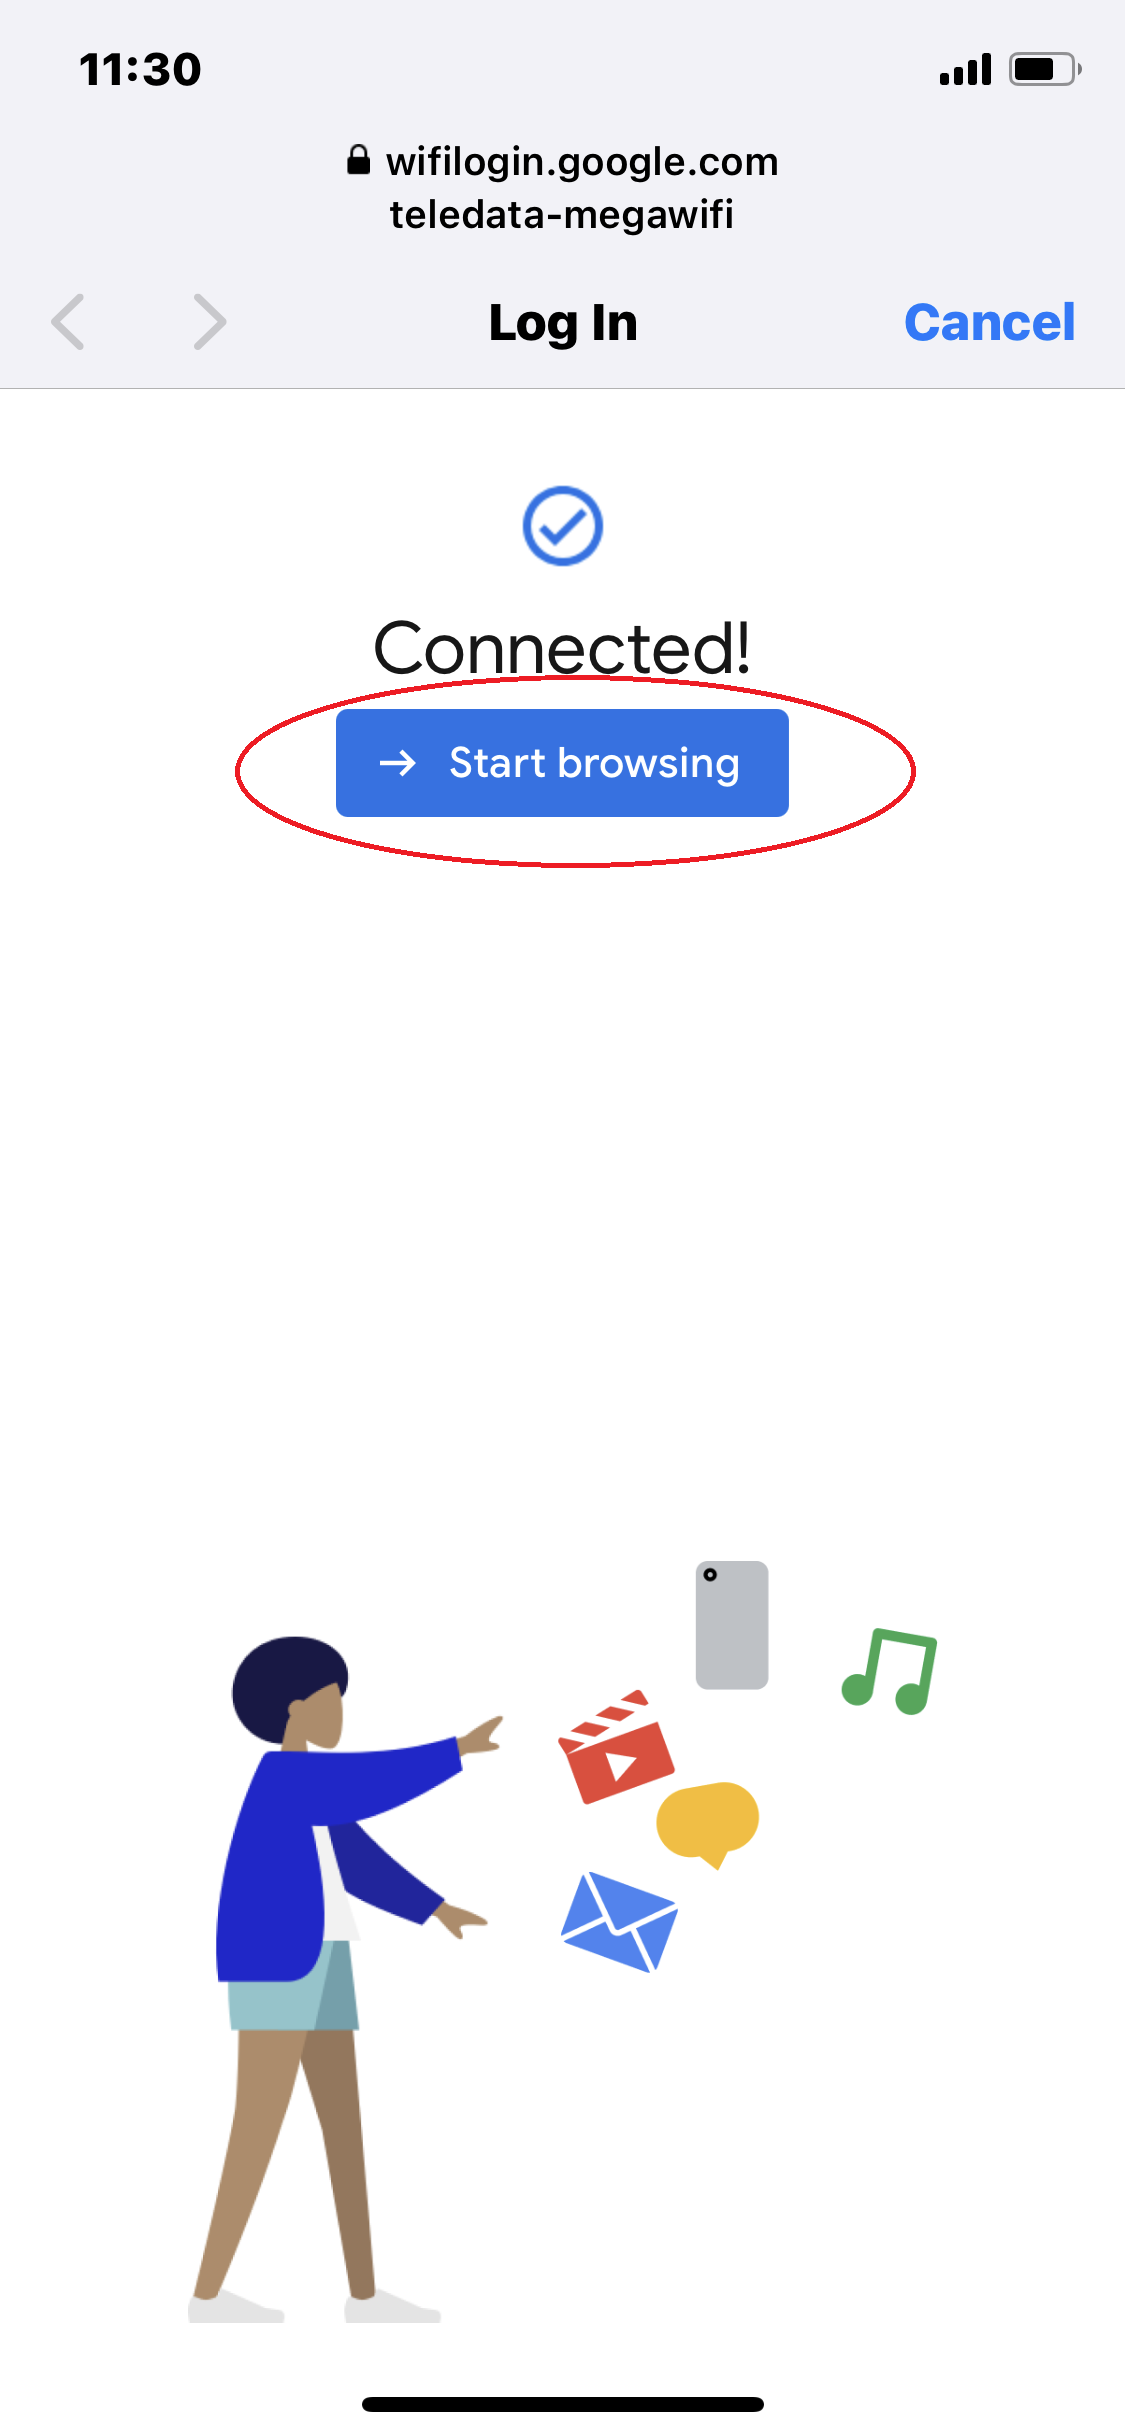 11:30
wifilogin.google.com
teledata-megawifi
Log In
Cancel
Connected!
Start browsing